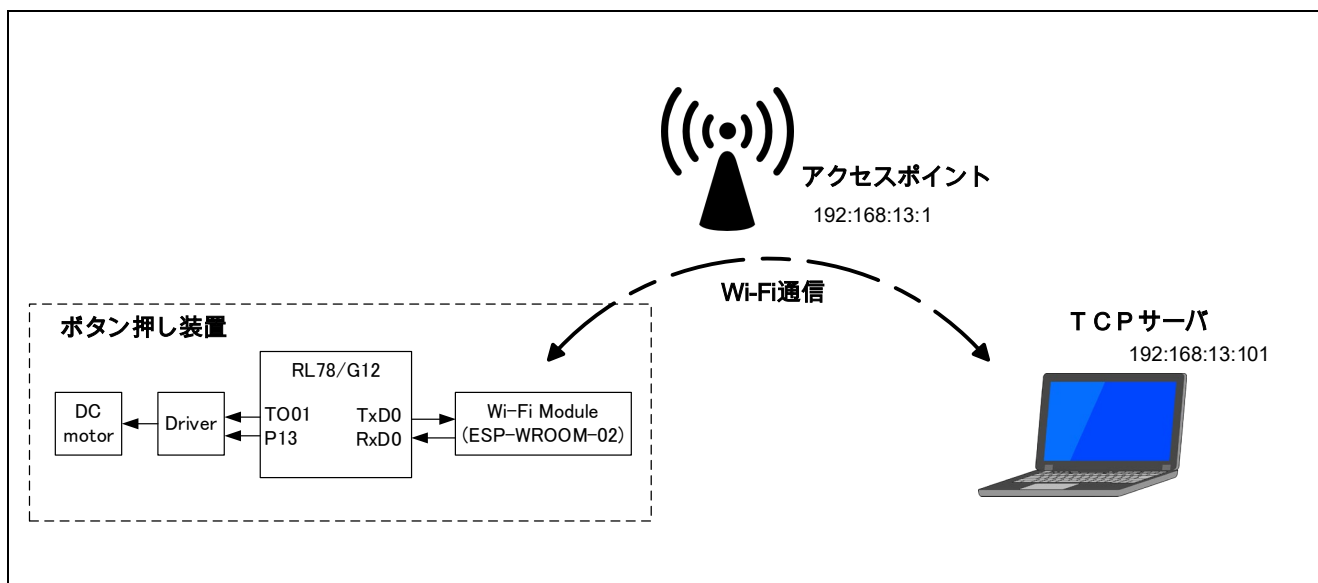 アクセスポイント
192:168:13:1
Wi-Fi通信
TCPサーバ
192:168:13:101
ボタン押し装置
RL78/G12
DC
motor
Driver
TO01
P13
TxD0
RxD0
Wi-Fi Module
(ESP-WROOM-02)